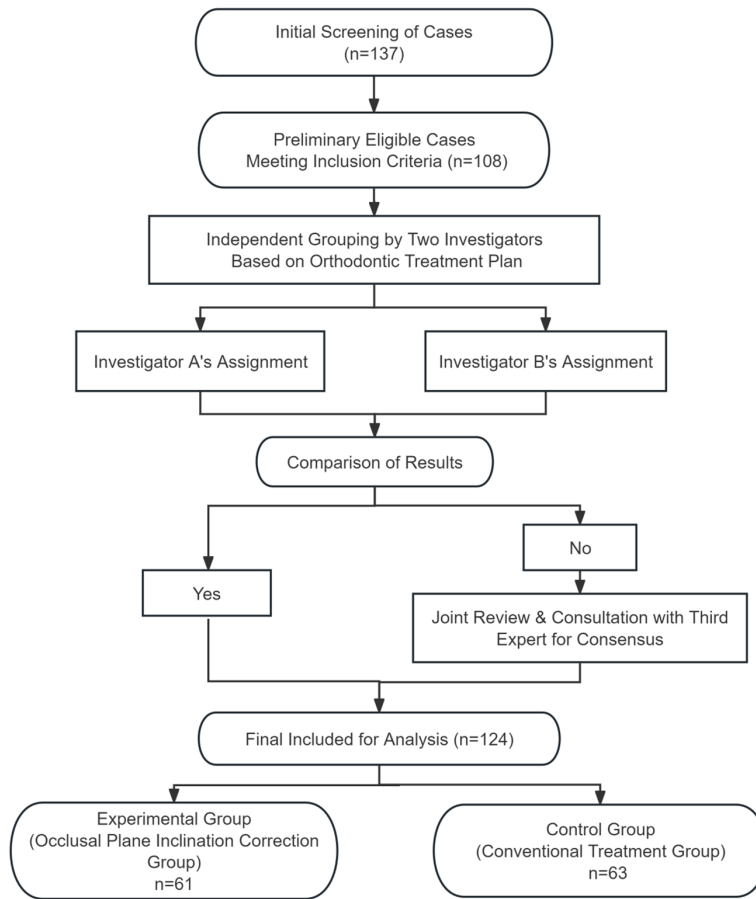 Initial Screening of Cases
(n=137)
Preliminary Eligible Cases
Meeting Inclusion Criteria (n=108)
Independent Grouping by Two Investigators
Based on Orthodontic Treatment Plan
Investigator A's Assignment
Investigator B's Assignment
Comparison of Results
No
Yes
Joint Review & Consultation with Third
Expert for Consensus
Final Included for Analysis (n=124)
Experimental Group
(Occlusal Plane Inclination Correction
Group)
n=61
Control Group
(Conventional Treatment Group)
n=63